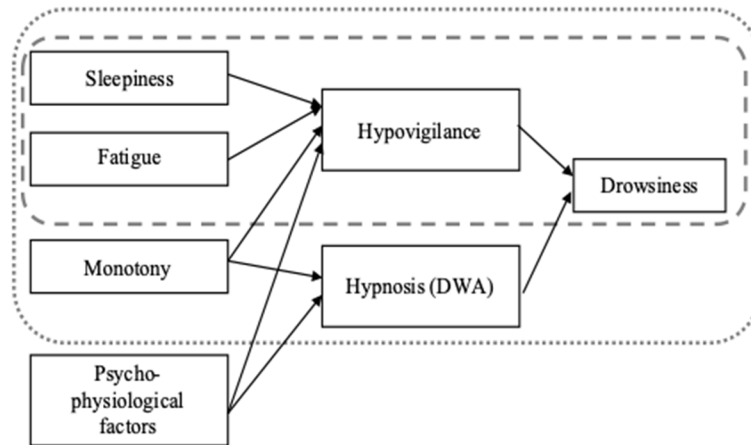 Sleepiness
Fatigue
Hypovigilance
Drowsiness
Monotony
Hypnosis (DWA)
Psycho-
physiological
factors